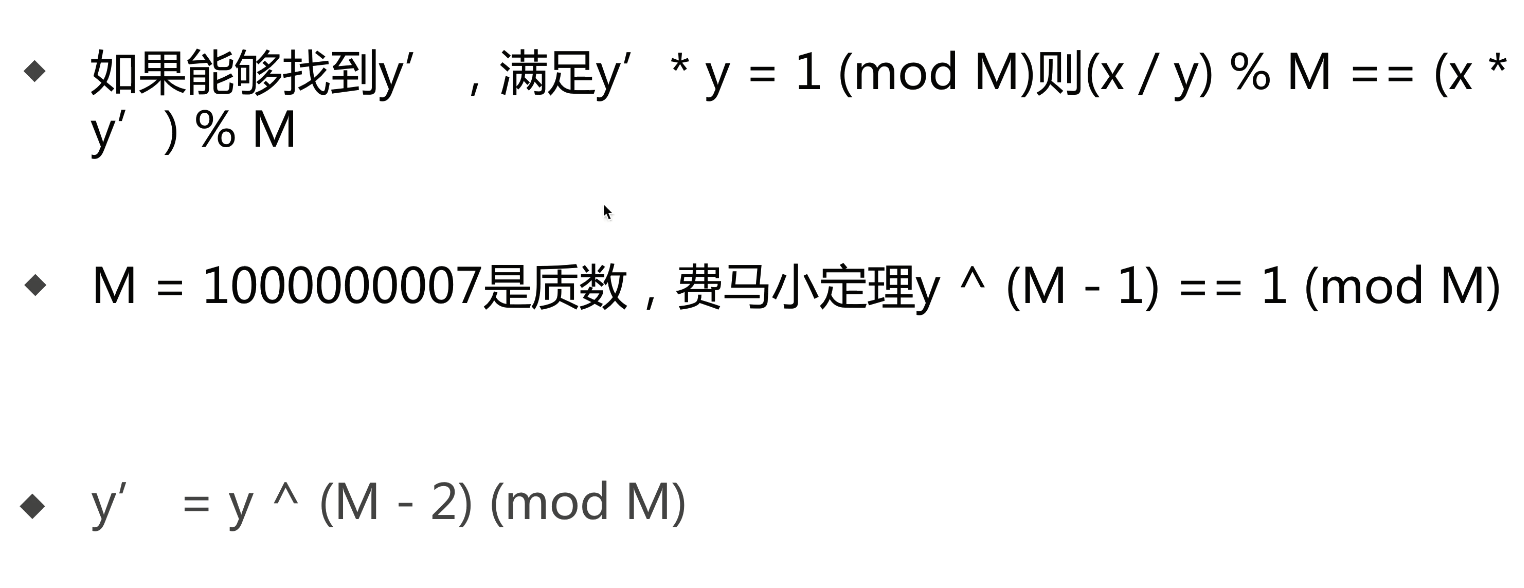 ◆ 如果能够找到y′ ，满足y′ * y = 1 (mod M)则(x / y) % M == (x *
y′ ) % M
◆ M = 1000000007是质数，费马小定理y ^ (M - 1) == 1 (mod M)
◆ y′ = y ^ (M - 2) (mod M)